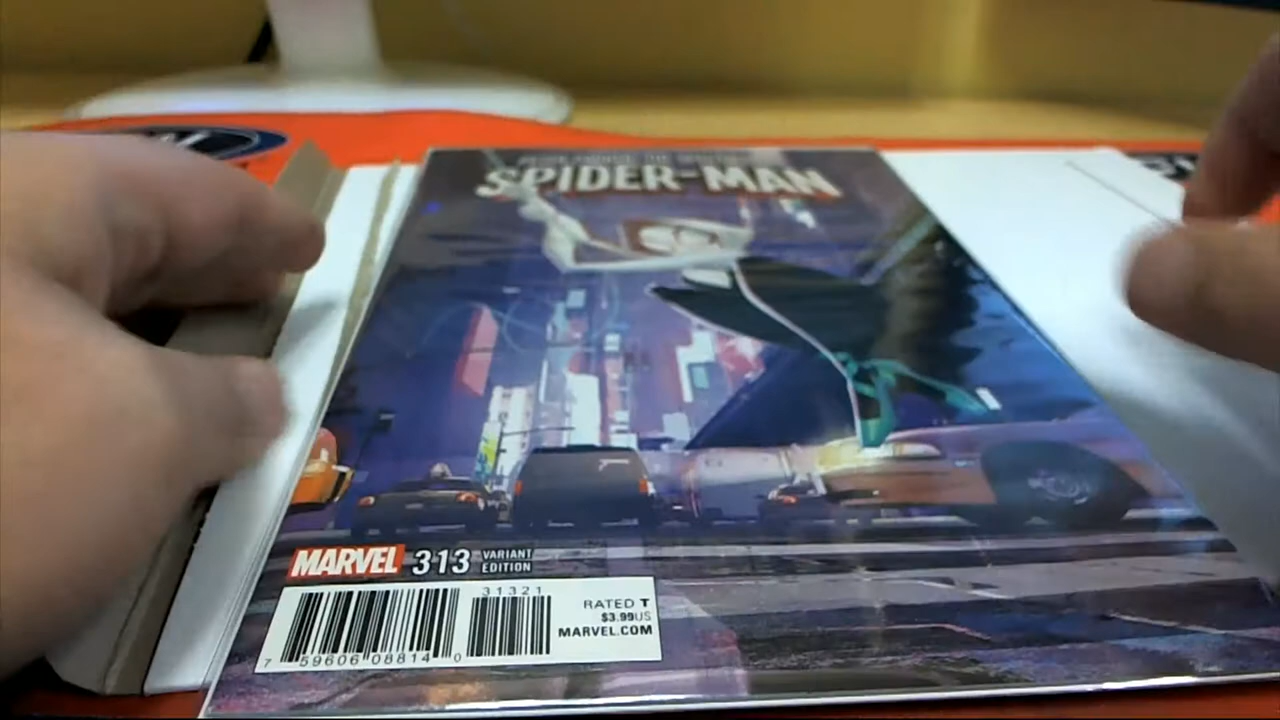 SPIDER-MAN
MARVEL 313 VARIANT
EDITION
31321
RATED T
$3.99US
MARVEL.COM
7 59606 08814 0